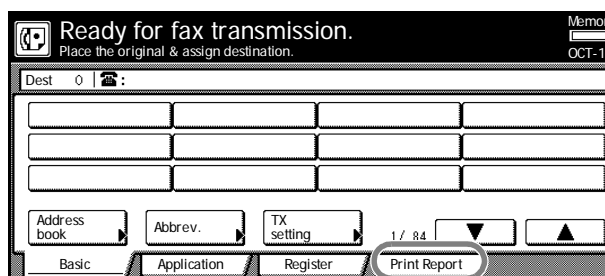 Ready for fax transmission.
Place the original & assign destination.
Memor
OCT-1
Dest 0 :
Address book
Abbrev.
TX setting
1 / 84
Basic
Application
Register
Print Report